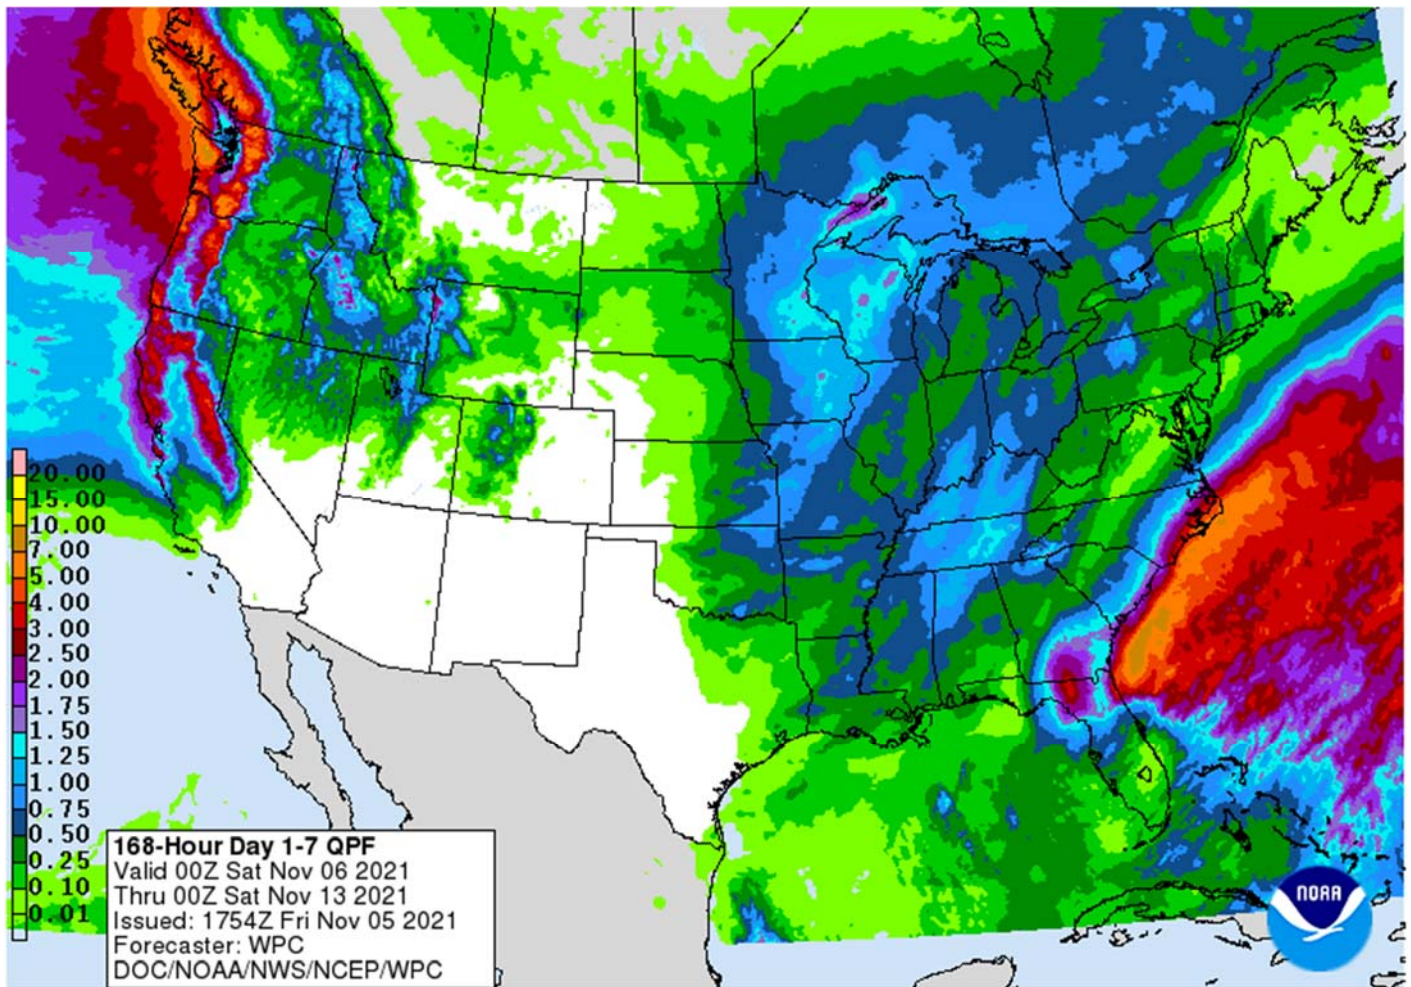 20.00
15.00
10.00
7.00
5.00
4.00
3.00
2.50
2.00
1.75
1.50
1.25
1.00
0.75
0.50
0.25
0.10
0.01
168-Hour Day 1-7 QPF
Valid 00Z Sat Nov 06 2021
Thru 00Z Sat Nov 13 2021
Issued: 1754Z Fri Nov 05 2021
Forecaster: WPC
DOC/NOAA/NWS/NCEP/WPC
NOAA